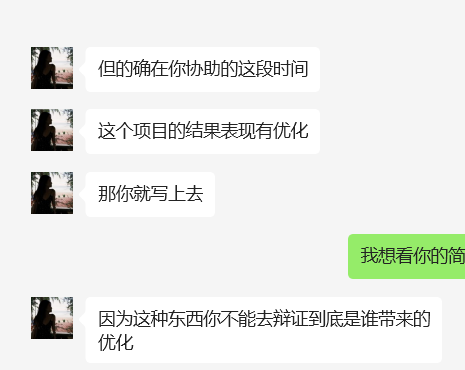 但的确在你协助的这段时间
这个项目的结果表现有优化
那你就写上去
我想看你的简
因为这种东西你不能去辩证到底是谁带来的
优化